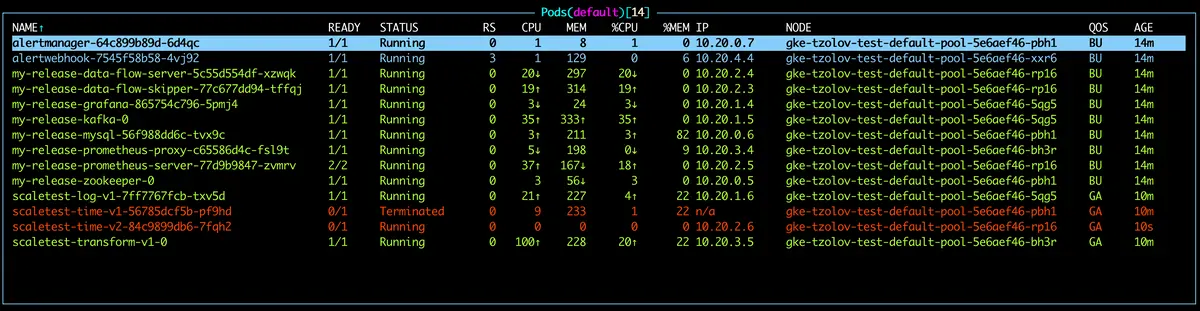 Pods(default)[14]
NAME↑ READY STATUS RS CPU MEM %CPU %MEM IP NODE QOS AGE
alertmanager-64c899b89d-6d4qc 1/1 Running 0 1 8 1 0 10.20.0.7 gke-tzolov-test-default-pool-5e6aef46-pbh1 BU 14m
alertwebhook-7545f58b58-4vj92 1/1 Running 3 1 129 0 6 10.20.4.4 gke-tzolov-test-default-pool-5e6aef46-xxr6 BU 14m
my-release-data-flow-server-5c55d554df-xzwqk 1/1 Running 0 20↓ 297 20↓ 0 10.20.2.4 gke-tzolov-test-default-pool-5e6aef46-rp16 BU 14m
my-release-data-flow-skipper-77c677dd94-tffqj 1/1 Running 0 19↑ 314 19↑ 0 10.20.2.3 gke-tzolov-test-default-pool-5e6aef46-rp16 BU 14m
my-release-grafana-865754c796-5pmj4 1/1 Running 0 3↓ 24 3↓ 0 10.20.1.4 gke-tzolov-test-default-pool-5e6aef46-5qg5 BU 14m
my-release-kafka-0 1/1 Running 0 35↑ 333↑ 35↑ 0 10.20.1.5 gke-tzolov-test-default-pool-5e6aef46-5qg5 BU 14m
my-release-mysql-56f988dd6c-tvx9c 1/1 Running 0 3↑ 211 3↑ 82 10.20.0.6 gke-tzolov-test-default-pool-5e6aef46-pbh1 BU 14m
my-release-prometheus-proxy-c65586d4c-fsl9t 1/1 Running 0 5↓ 198 0↓ 9 10.20.3.4 gke-tzolov-test-default-pool-5e6aef46-bh3r BU 14m
my-release-prometheus-server-77d9b9847-zvmrv 2/2 Running 0 37↑ 167↓ 18↑ 0 10.20.2.5 gke-tzolov-test-default-pool-5e6aef46-rp16 BU 14m
my-release-zookeeper-0 1/1 Running 0 3 56↓ 3 0 10.20.0.5 gke-tzolov-test-default-pool-5e6aef46-pbh1 BU 14m
scaletest-log-v1-7ff7767fcb-txv5d 1/1 Running 0 21↑ 227 4↑ 22 10.20.1.6 gke-tzolov-test-default-pool-5e6aef46-5qg5 GA 10m
scaletest-time-v1-56785dcf5b-pf9hd 0/1 Terminated 0 9 233 1 22 n/a gke-tzolov-test-default-pool-5e6aef46-pbh1 GA 10m
scaletest-time-v2-84c9899db6-7fqh2 0/1 Running 0 0 0 0 0 10.20.2.6 gke-tzolov-test-default-pool-5e6aef46-rp16 GA 10s
scaletest-transform-v1-0 1/1 Running 0 100↑ 228 20↑ 22 10.20.3.5 gke-tzolov-test-default-pool-5e6aef46-bh3r GA 10m